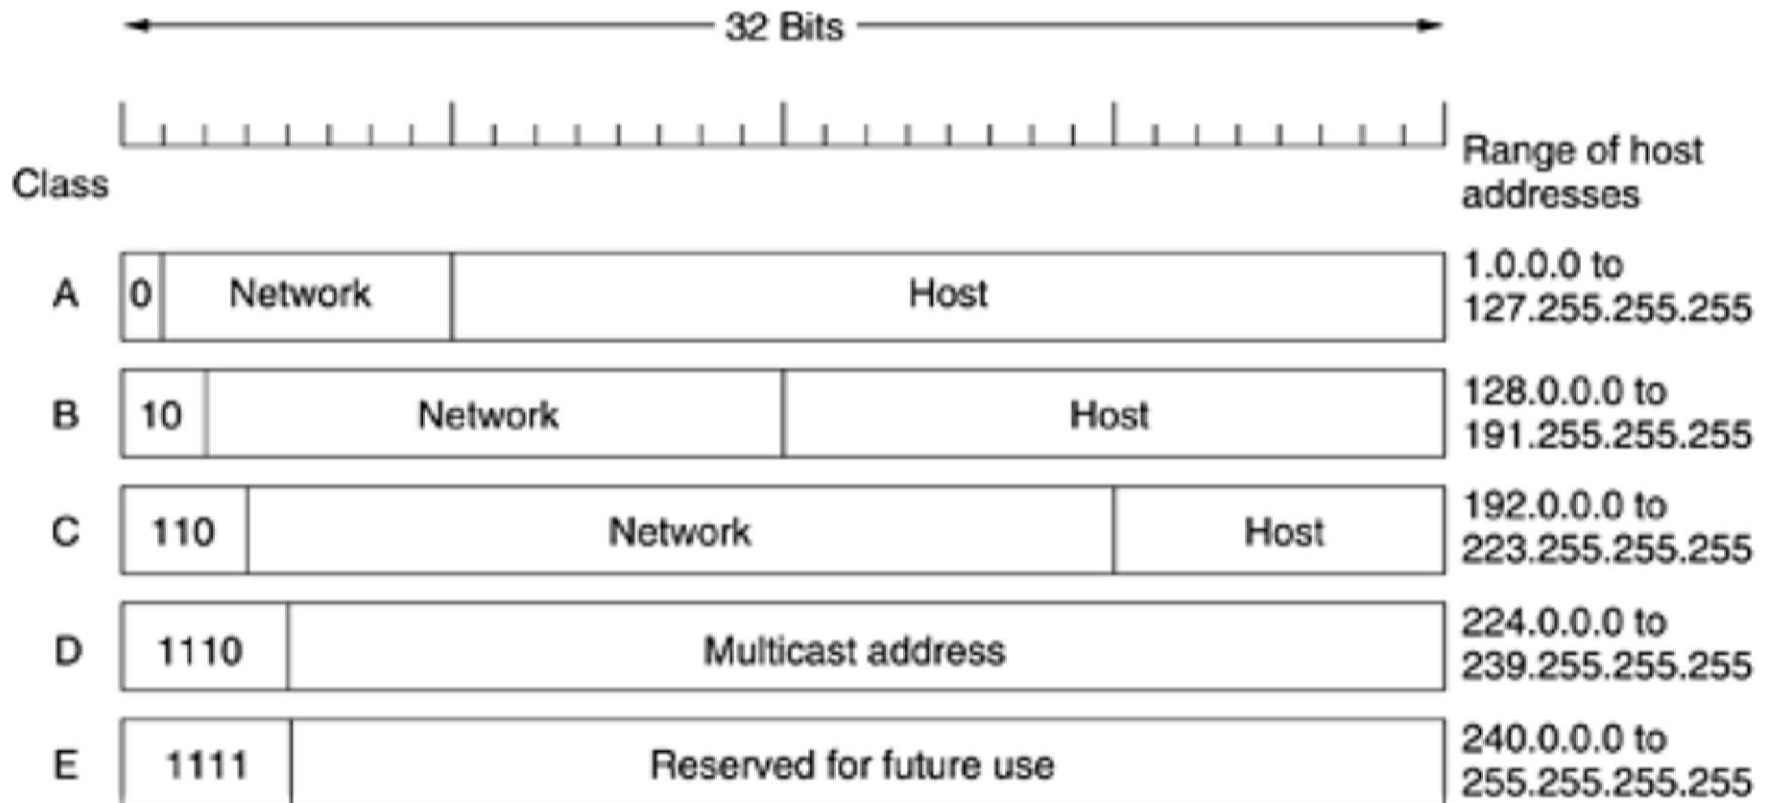 32 Bits
Class
Range of host
addresses
A
0
Network
Host
1.0.0.0 to
127.255.255.255
B
10
Network
Host
128.0.0.0 to
191.255.255.255
C
110
Network
Host
192.0.0.0 to
223.255.255.255
D
1110
Multicast address
224.0.0.0 to
239.255.255.255
E
1111
Reserved for future use
240.0.0.0 to
255.255.255.255